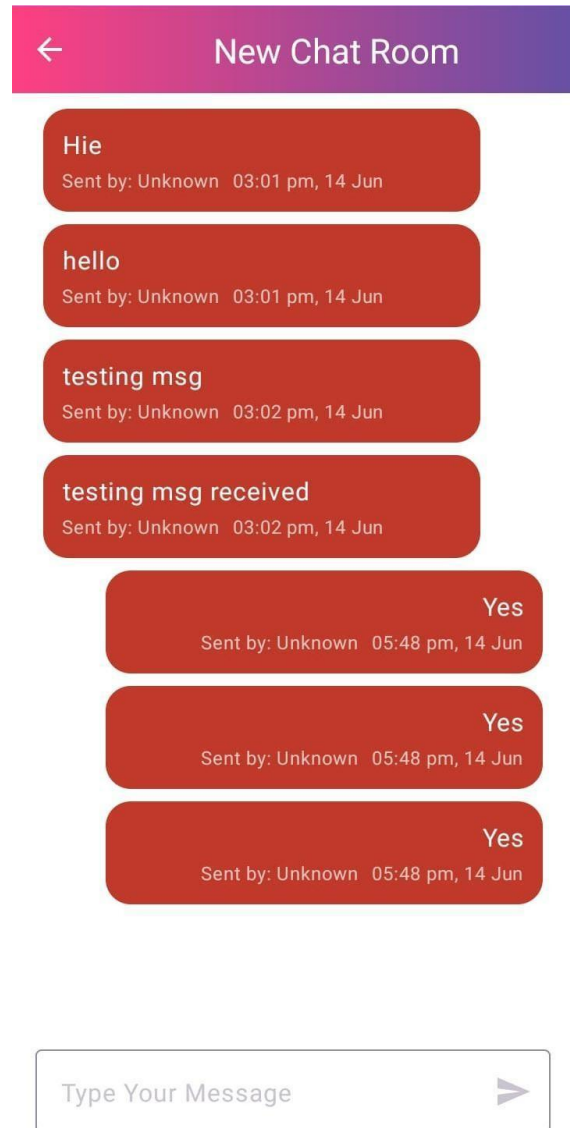 New Chat Room
Hie
Sent by: Unknown 03:01 pm, 14 Jun
hello
Sent by: Unknown 03:01 pm, 14 Jun
testing msg
Sent by: Unknown 03:02 pm, 14 Jun
testing msg received
Sent by: Unknown 03:02 pm, 14 Jun
Yes
Sent by: Unknown 05:48 pm, 14 Jun
Yes
Sent by: Unknown 05:48 pm, 14 Jun
Yes
Sent by: Unknown 05:48 pm, 14 Jun
Type Your Message